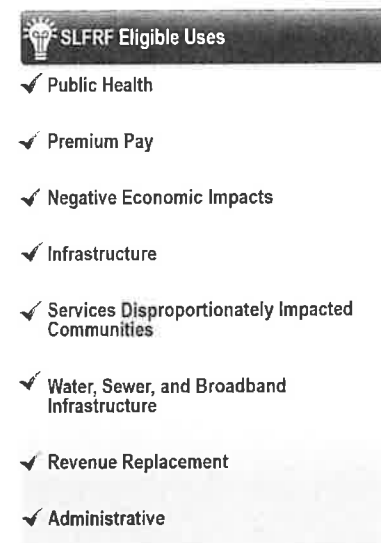 SLFRF Eligible Uses
Public Health
Premium Pay
Negative Economic Impacts
Infrastructure
Services Disproportionately Impacted
Communities
Water, Sewer, and Broadband
Infrastructure
Revenue Replacement
Administrative